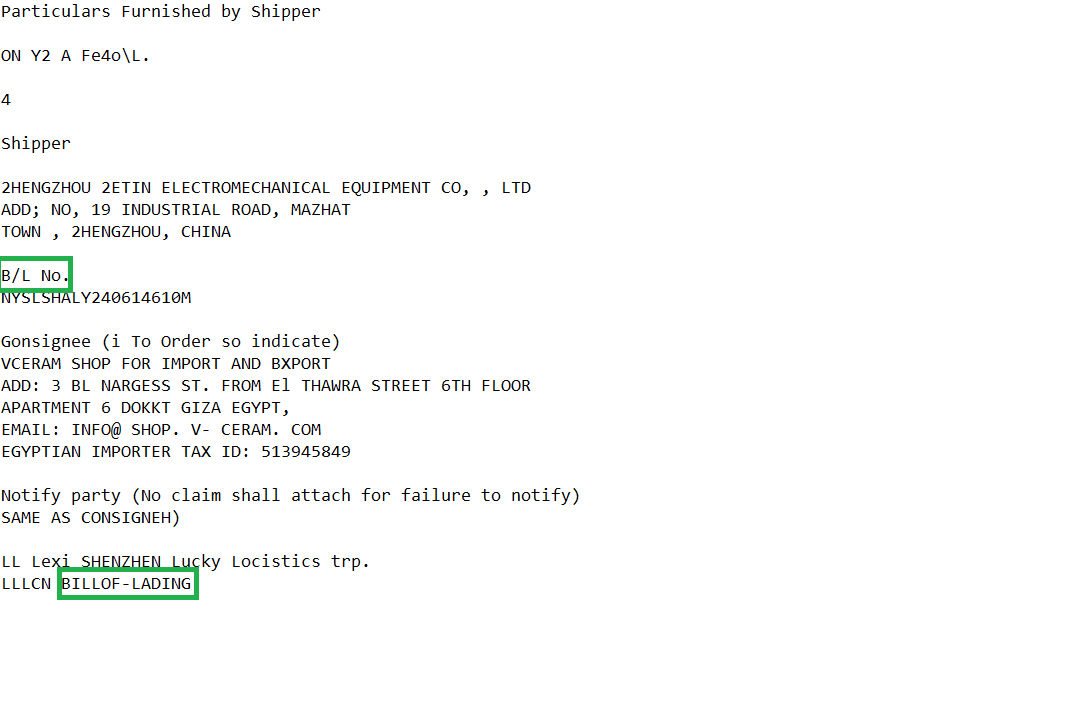 Particulars Furnished by Shipper
ON Y2 A Fe4o\L.
4
Shipper
2HENGZHOU 2ETIN ELECTROMECHANICAL EQUIPMENT CO, , LTD
ADD; NO, 19 INDUSTRIAL ROAD, MAZHAT
TOWN , 2HENGZHOU, CHINA
B/L No.
NYSLSHALY240614610M
Gonsignee (i To Order so indicate)
VCERAM SHOP FOR IMPORT AND BXPORT
ADD: 3 BL NARGESS ST. FROM El THAWRA STREET 6TH FLOOR
APARTMENT 6 DOKKT GIZA EGYPT,
EMAIL: INFO@ SHOP. V- CERAM. COM
EGYPTIAN IMPORTER TAX ID: 513945849
Notify party (No claim shall attach for failure to notify)
SAME AS CONSIGNEH)
LL Lexi SHENZHEN Lucky Locistics trp.
LLLCN BILLOF-LADING